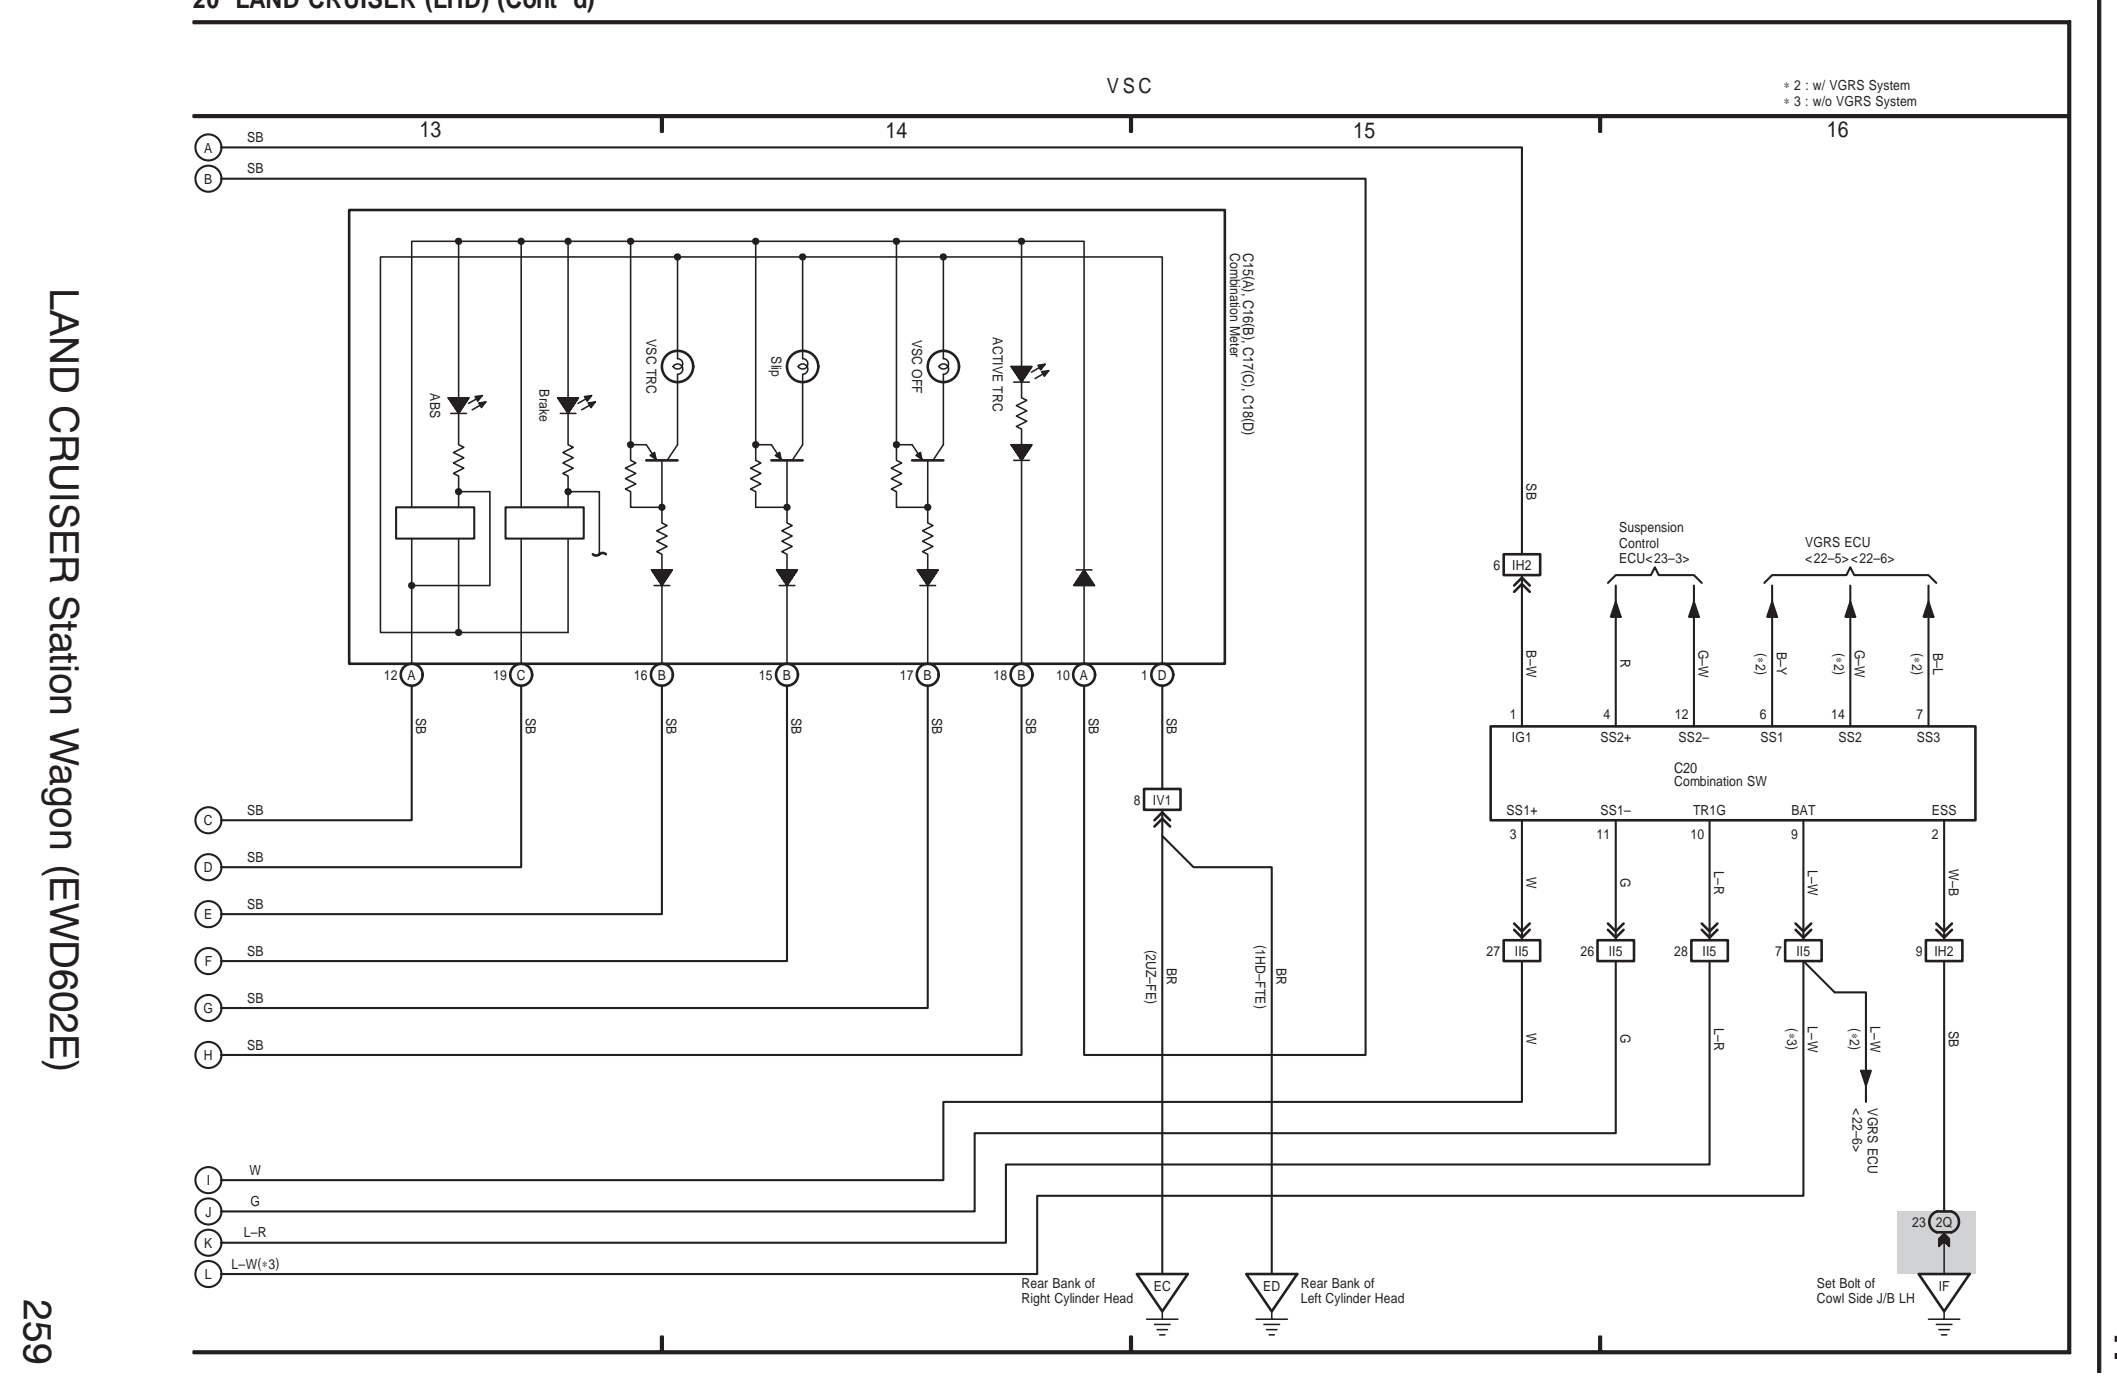 20 LAND CRUISER (LHD) (Cont' d)
VSC
* 2 : w/ VGRS System
* 3 : w/o VGRS System
13
14
15
16
A SB
B SB
C15(A), C16(B), C17(C), C18(D)
Combination Meter
ABS
Brake
VSC TRC
Slip
VSC OFF
ACTIVE TRC
12 A
19 C
16 B
15 B
17 B
18 B
10 A
1 D
SB
SB
SB
SB
SB
SB
SB
SB
SB
6 IH2
B–W
Suspension
Control
ECU<23–3>
VGRS ECU
<22–5><22–6>
R
G–W
B–Y
(*2)
G–W
(*2)
B–L
(*2)
1
4
12
6
14
7
IG1
SS2+
SS2–
SS1
SS2
SS3
C20
Combination SW
SS1+
SS1–
TR1G
BAT
ESS
3
11
10
9
2
W
G
L–R
L–W
W–B
27 II5
26 II5
28 II5
7 II5
9 IH2
W
G
L–R
L–W
(*3)
L–W
(*2)
SB
VGRS ECU
<22–6>
8 IV1
BR
(2UZ–FE)
BR
(1HD–FTE)
C SB
D SB
E SB
F SB
G SB
H SB
I W
J G
K L–R
L L–W(*3)
23 2Q
Rear Bank of
Right Cylinder Head
EC
ED
Rear Bank of
Left Cylinder Head
Set Bolt of
Cowl Side J/B LH
IF
LAND CRUISER Station Wagon (EWD602E)
259